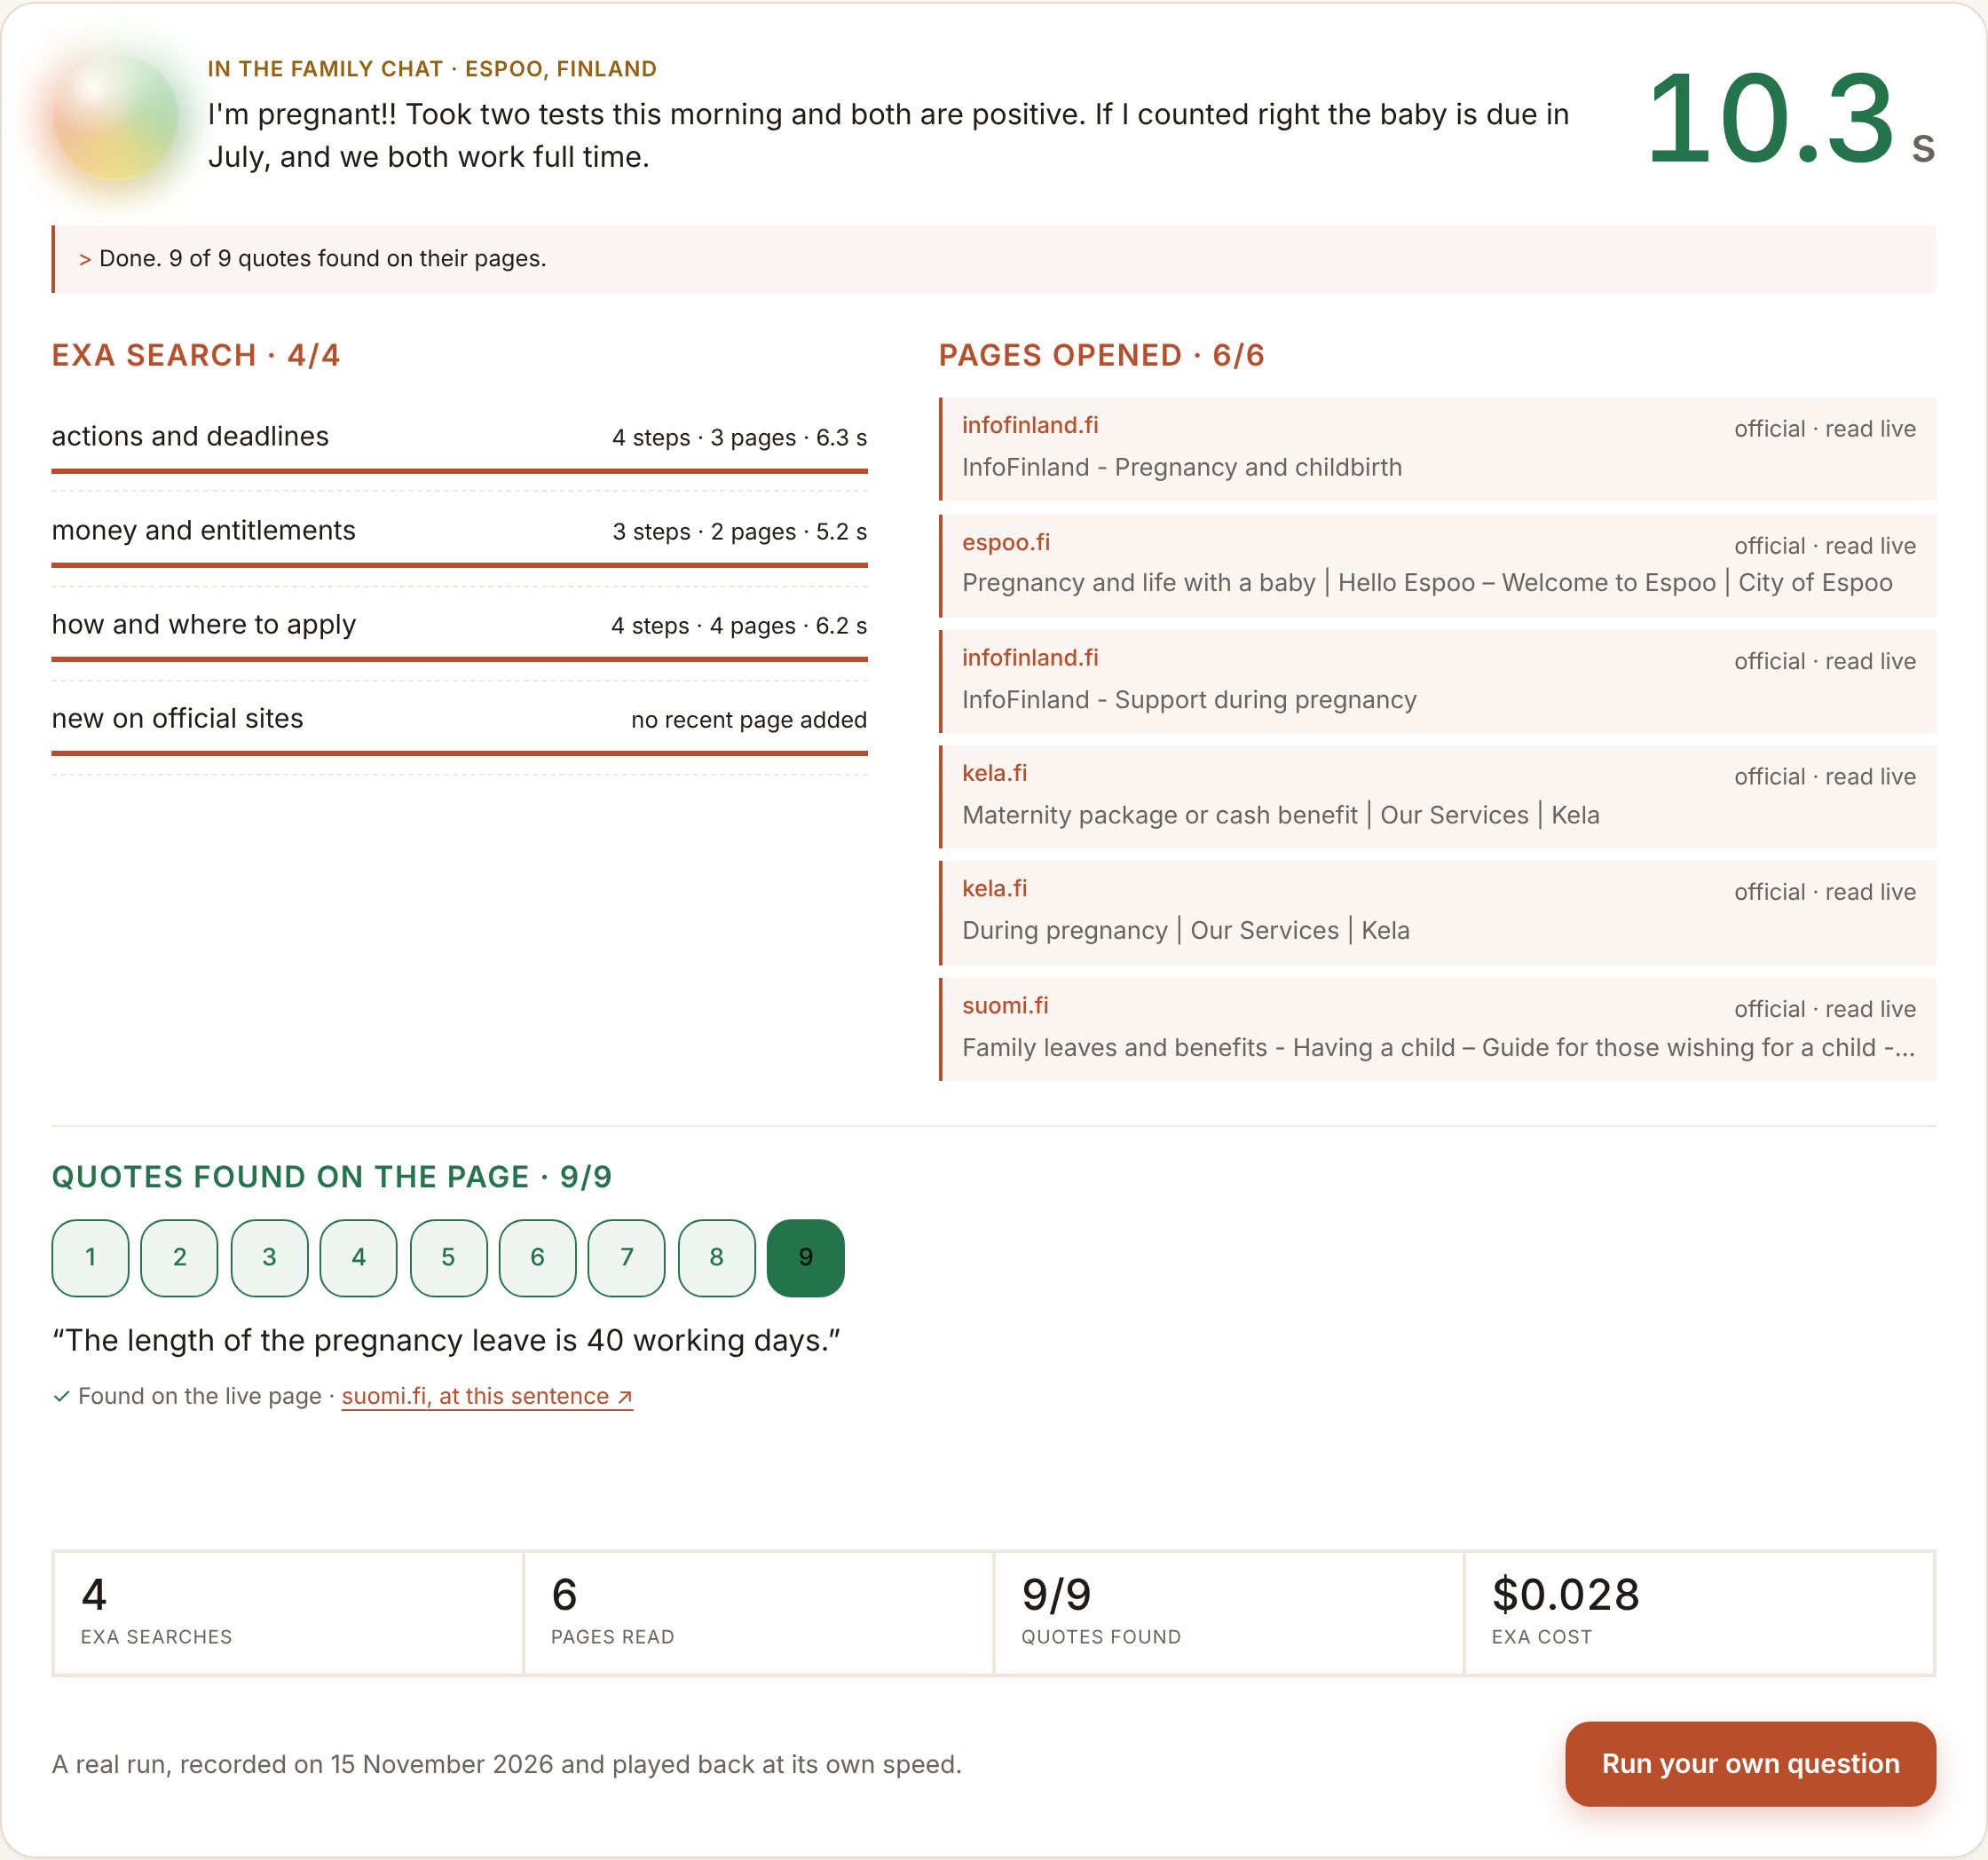 IN THE FAMILY CHAT · ESPOO, FINLAND
I'm pregnant!! Took two tests this morning and both are positive. If I counted right the baby is due in
July, and we both work full time.
10.3 s
> Done. 9 of 9 quotes found on their pages.
EXA SEARCH · 4/4
actions and deadlines
4 steps · 3 pages · 6.3 s
money and entitlements
3 steps · 2 pages · 5.2 s
how and where to apply
4 steps · 4 pages · 6.2 s
new on official sites
no recent page added
PAGES OPENED · 6/6
infofinland.fi
official · read live
InfoFinland - Pregnancy and childbirth
espoo.fi
official · read live
Pregnancy and life with a baby | Hello Espoo – Welcome to Espoo | City of Espoo
infofinland.fi
official · read live
InfoFinland - Support during pregnancy
kela.fi
official · read live
Maternity package or cash benefit | Our Services | Kela
kela.fi
official · read live
During pregnancy | Our Services | Kela
suomi.fi
official · read live
Family leaves and benefits - Having a child – Guide for those wishing for a child -...
QUOTES FOUND ON THE PAGE · 9/9
1 2 3 4 5 6 7 8 9
“The length of the pregnancy leave is 40 working days.”
✓ Found on the live page · suomi.fi, at this sentence ↗
4
EXA SEARCHES
6
PAGES READ
9/9
QUOTES FOUND
$0.028
EXA COST
A real run, recorded on 15 November 2026 and played back at its own speed.
Run your own question